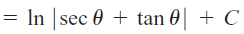 = ln |sec θ + tan θ| + C